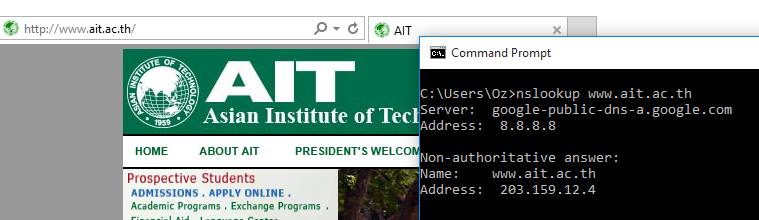 http://www.ait.ac.th/
AIT
ASIAN INSTITUTE OF TECHNOLOGY
1959
AIT
Asian Institute of Tech
HOME ABOUT AIT PRESIDENT'S WELCOM
Prospective Students
ADMISSIONS . APPLY ONLINE .
Academic Programs . Exchange Programs .
Financial Aid . Language Center
Command Prompt
C:\Users\Oz>nslookup www.ait.ac.th
Server: google-public-dns-a.google.com
Address: 8.8.8.8
Non-authoritative answer:
Name: www.ait.ac.th
Address: 203.159.12.4